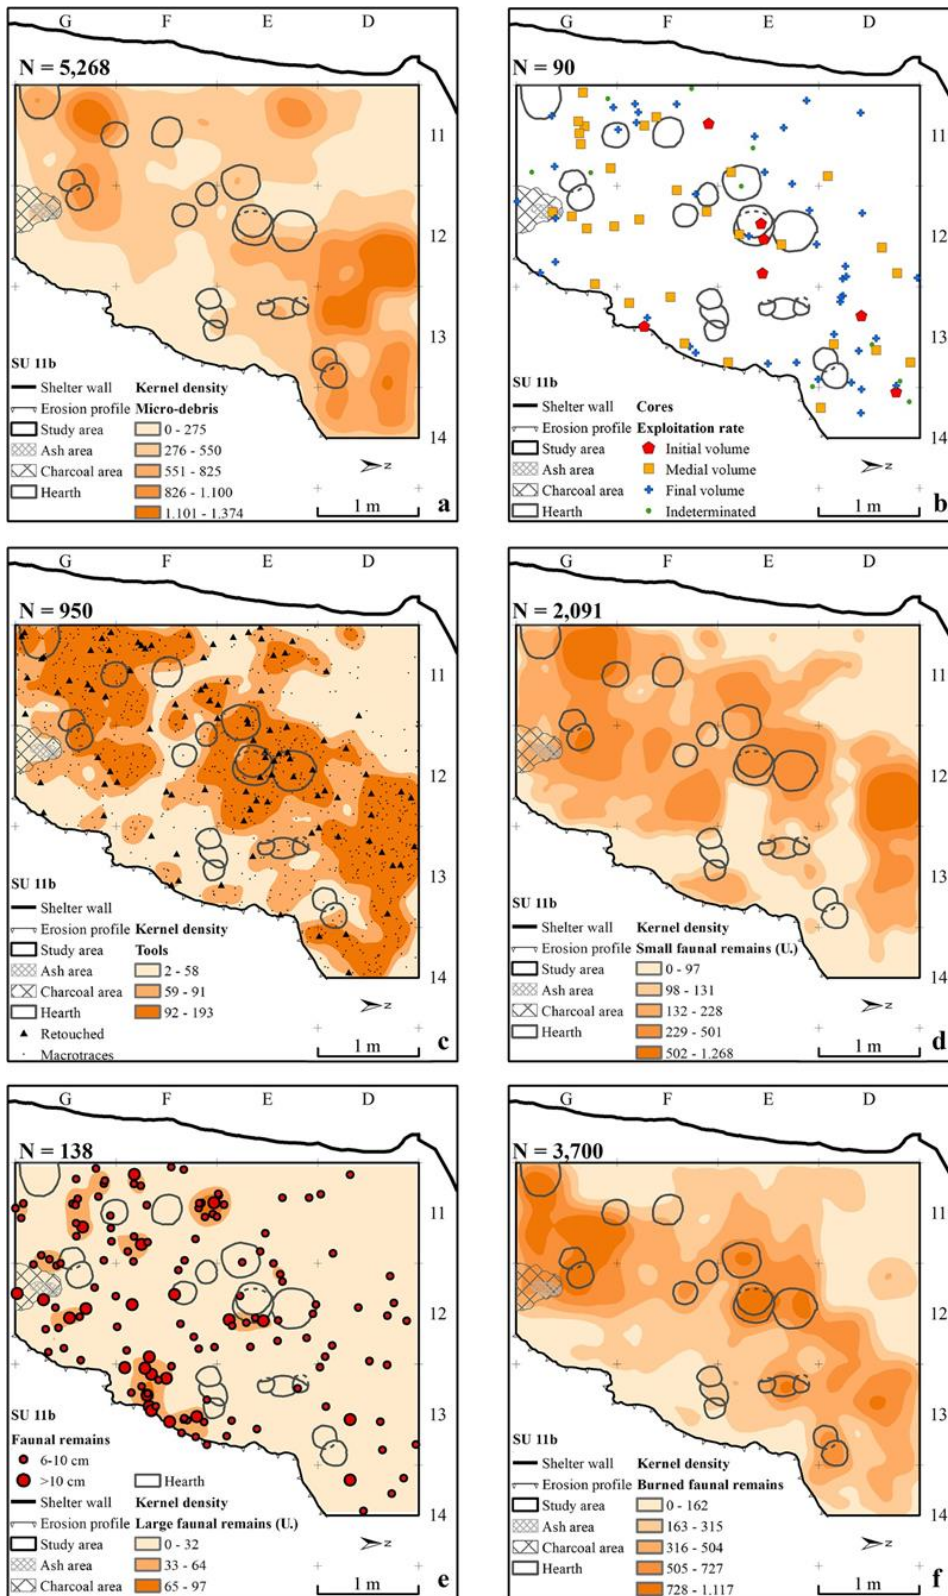 G F E D
N = 5,268
11
12
13
14
SU 11b
Shelter wall
Erosion profile
Study area
Ash area
Charcoal area
Hearth
Kernel density
Micro-debris
0 - 275
276 - 550
551 - 825
826 - 1.100
1.101 - 1.374
N
1 m
a
G F E D
N = 90
11
12
13
14
SU 11b
Shelter wall
Erosion profile
Study area
Ash area
Charcoal area
Hearth
Cores
Exploitation rate
Initial volume
Medial volume
Final volume
Indeterminated
N
1 m
b
G F E D
N = 950
11
12
13
14
SU 11b
Shelter wall
Erosion profile
Study area
Ash area
Charcoal area
Hearth
Retouched
Macrotraces
Kernel density
Tools
2 - 58
59 - 91
92 - 193
N
1 m
c
G F E D
N = 2,091
11
12
13
14
SU 11b
Shelter wall
Erosion profile
Study area
Ash area
Charcoal area
Hearth
Kernel density
Small faunal remains (U.)
0 - 97
98 - 131
132 - 228
229 - 501
502 - 1.268
N
1 m
d
G F E D
N = 138
11
12
13
14
SU 11b
Faunal remains
6-10 cm
>10 cm
Shelter wall
Erosion profile
Study area
Ash area
Charcoal area
Hearth
Kernel density
Large faunal remains (U.)
0 - 32
33 - 64
65 - 97
N
1 m
e
G F E D
N = 3,700
11
12
13
14
SU 11b
Shelter wall
Erosion profile
Study area
Ash area
Charcoal area
Hearth
Kernel density
Burned faunal remains
0 - 162
163 - 315
316 - 504
505 - 727
728 - 1.117
N
1 m
f